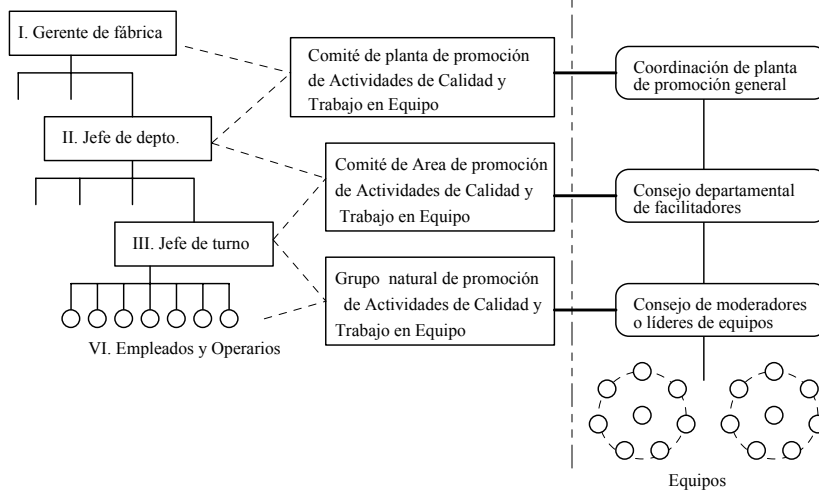 I. Gerente de fábrica
Comité de planta de promoción
de Actividades de Calidad y
Trabajo en Equipo
Coordinación de planta
de promoción general
II. Jefe de depto.
Comité de Area de promoción
de Actividades de Calidad y
Trabajo en Equipo
Consejo departamental
de facilitadores
III. Jefe de turno
Grupo natural de promoción
de Actividades de Calidad y
Trabajo en Equipo
Consejo de moderadores
o líderes de equipos
VI. Empleados y Operarios
Equipos